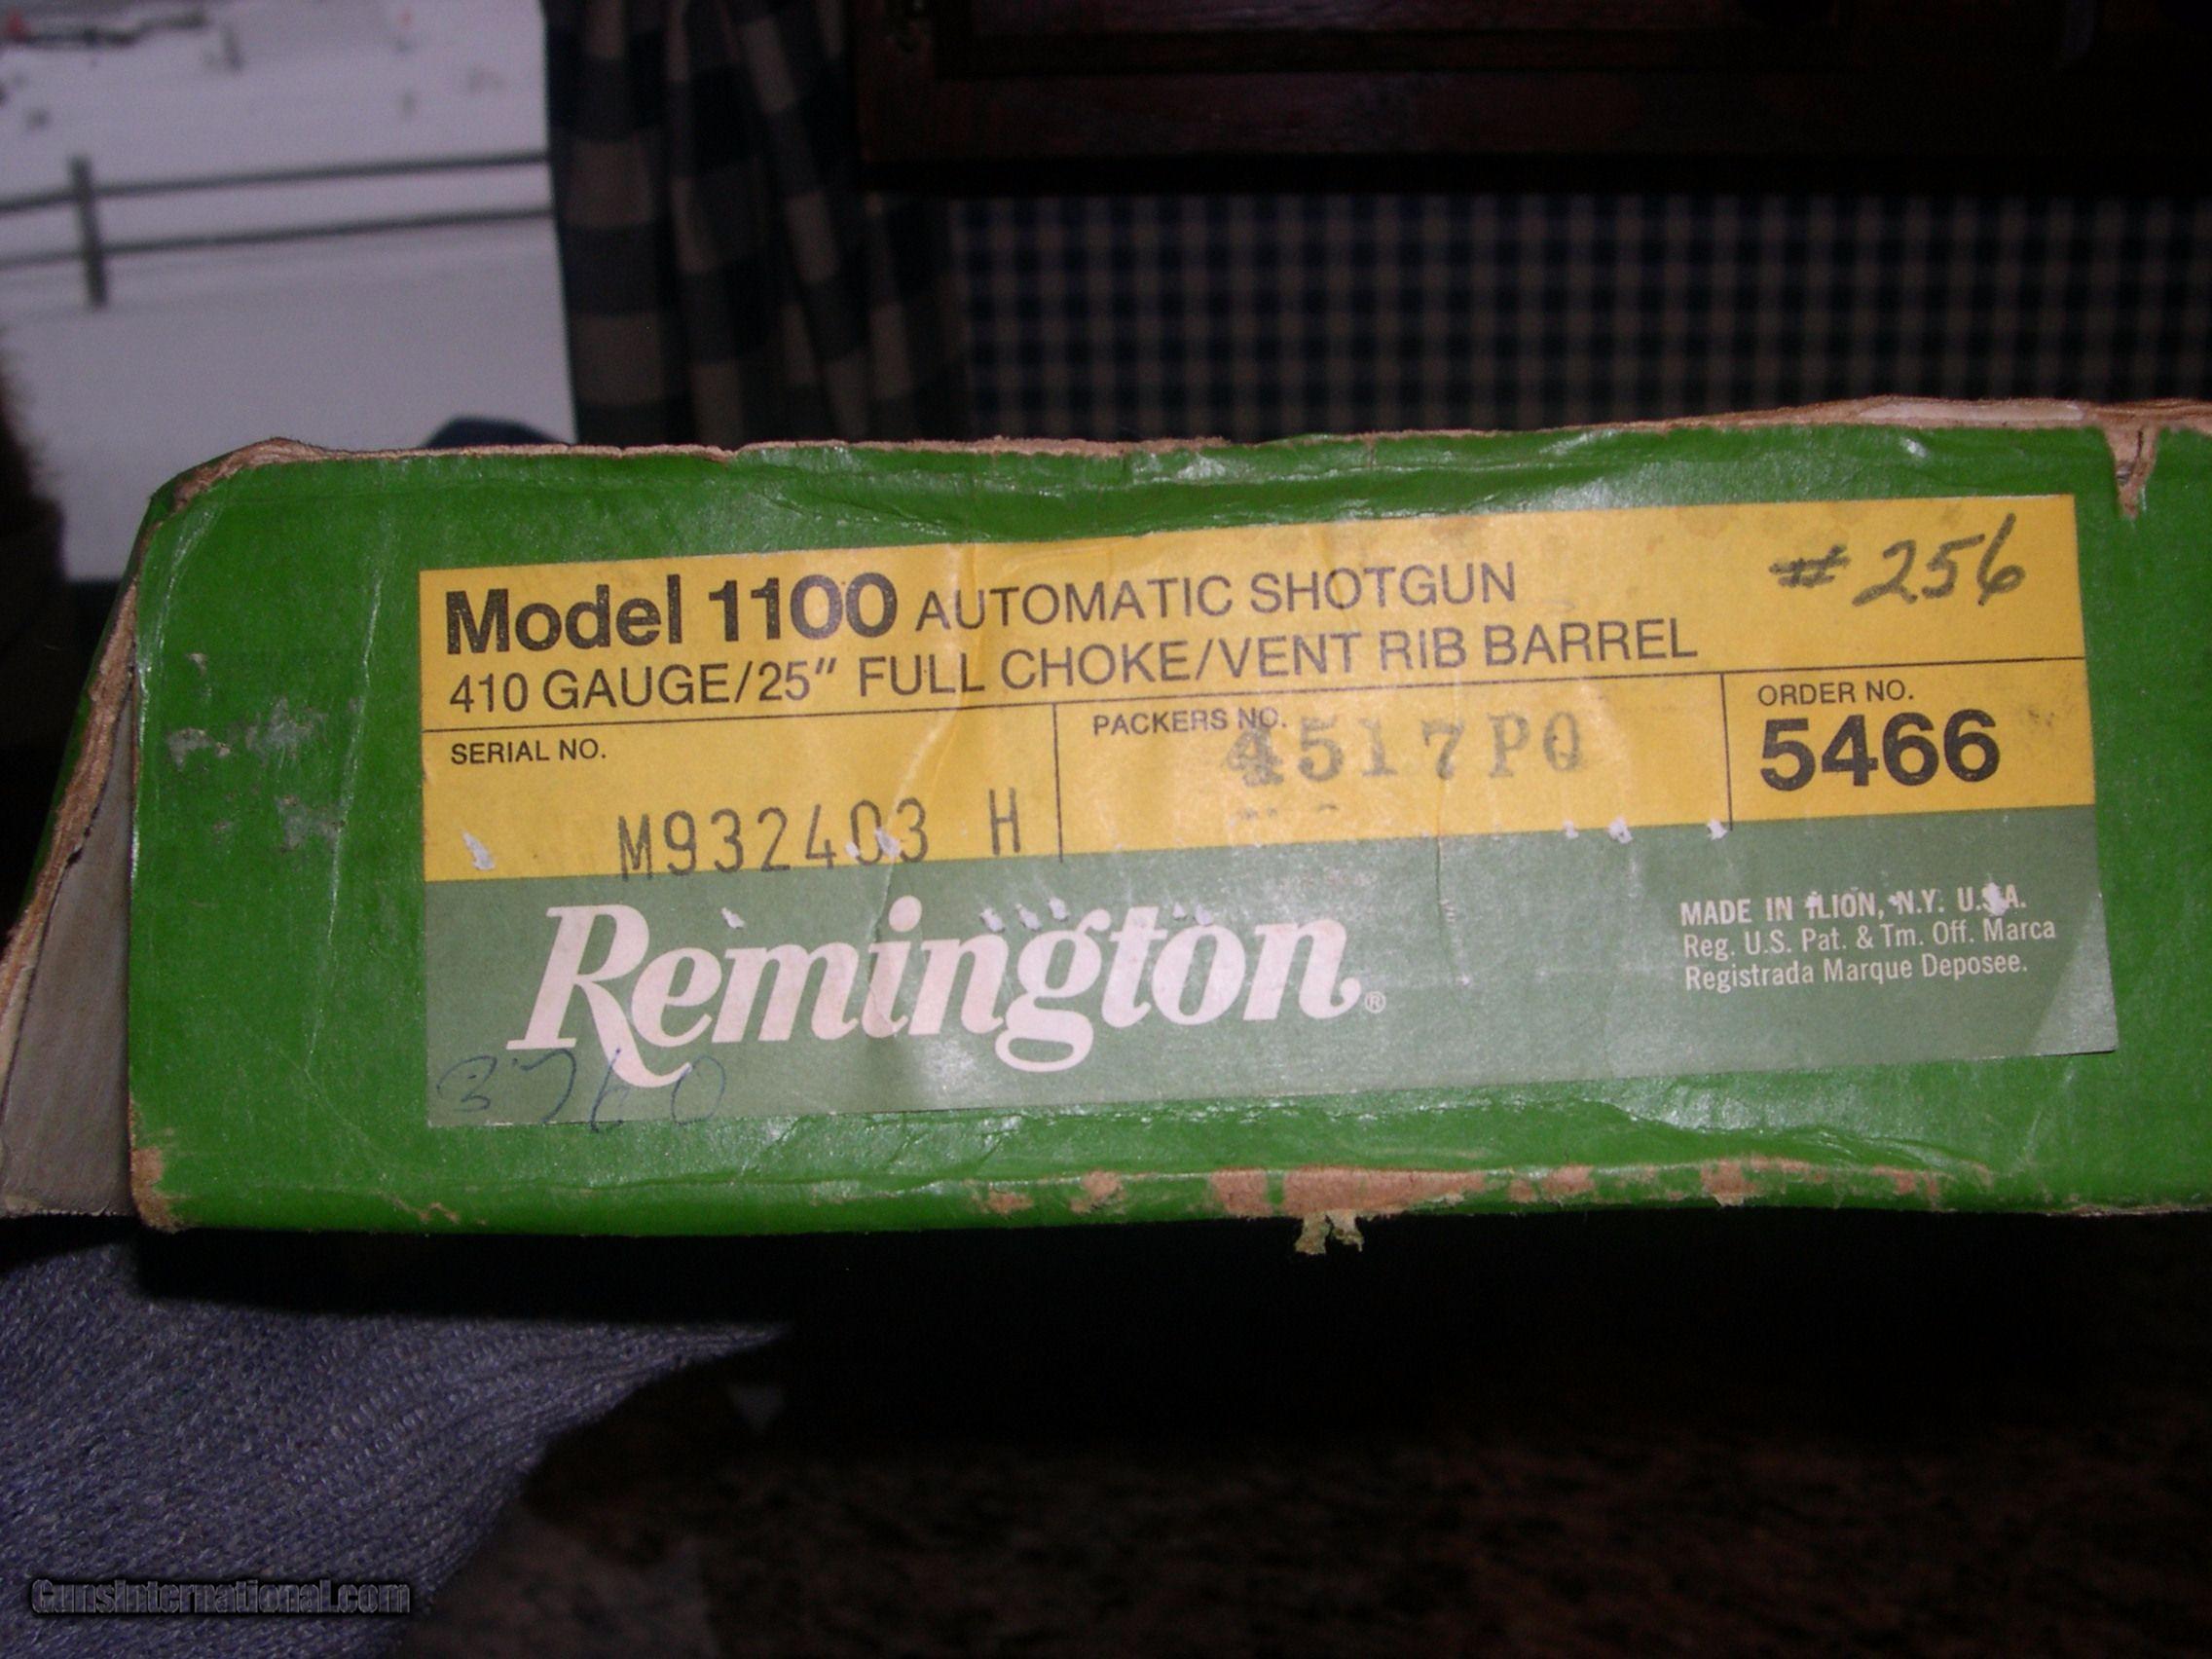 Model 1100 AUTOMATIC SHOTGUN #256
410 GAUGE/25" FULL CHOKE/VENT RIB BARREL
SERIAL NO.
M932403 H
PACKERS NO.
4517PQ
ORDER NO.
5466
Remington®
MADE IN ILION, N.Y. U.S.A.
Reg. U.S. Pat. & Tm. Off. Marca
Registrada Marque Deposee.
3760
GunsInternational.com